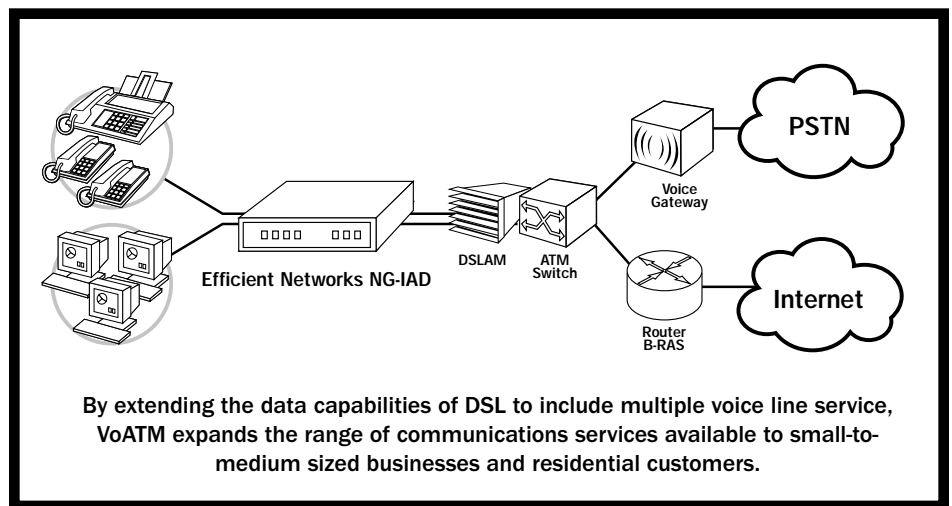 PSTN
Voice
Gateway
DSLAM
ATM
Switch
Efficient Networks NG-IAD
Internet
Router
B-RAS
By extending the data capabilities of DSL to include multiple voice line service,
VoATM expands the range of communications services available to small-to-
medium sized businesses and residential customers.